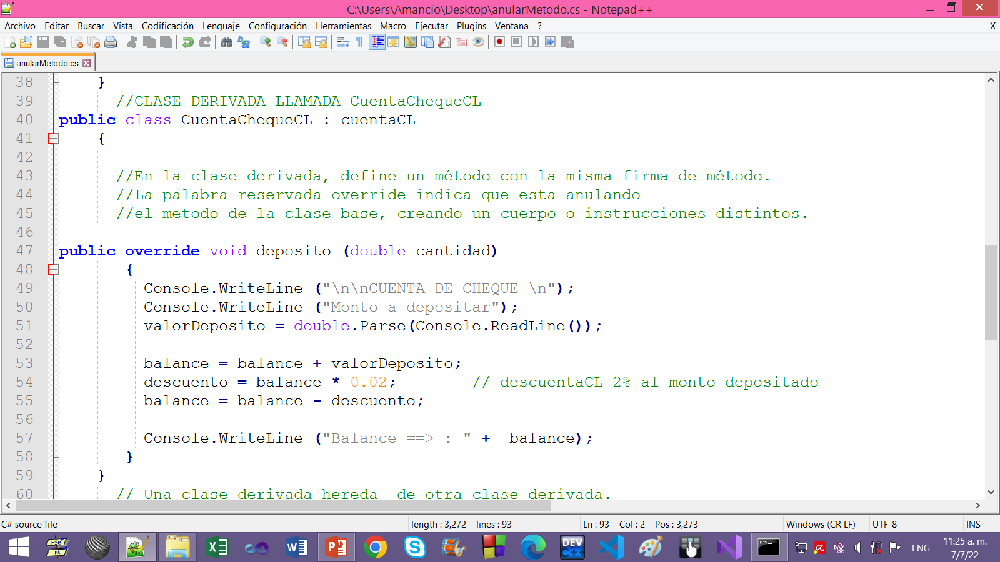 C:\Users\Amancio\Desktop\anularMetodo.cs - Notepad++
Archivo Editar Buscar Vista Codificación Lenguaje Configuración Herramientas Macro Ejecutar Plugins Ventana ? X
anularMetodo.cs
38 }
39 //CLASE DERIVADA LLAMADA CuentaChequeCL
40 public class CuentaChequeCL : cuentaCL
41 {
42
43 //En la clase derivada, define un método con la misma firma de método.
44 //La palabra reservada override indica que esta anulando
45 //el metodo de la clase base, creando un cuerpo o instrucciones distintos.
46
47 public override void deposito (double cantidad)
48 {
49 Console.WriteLine ("\n\nCUENTA DE CHEQUE \n");
50 Console.WriteLine ("Monto a depositar");
51 valorDeposito = double.Parse(Console.ReadLine());
52
53 balance = balance + valorDeposito;
54 descuento = balance * 0.02; // descuentaCL 2% al monto depositado
55 balance = balance - descuento;
56
57 Console.WriteLine ("Balance ==> : " + balance);
58 }
59 }
60 // Una clase derivada hereda de otra clase derivada.
C# source file length : 3,272 lines : 93 Ln : 93 Col : 2 Pos : 3,273 Windows (CR LF) UTF-8 INS
PSe Int DEV C++ ENG 11:25 a. m.
7/7/22